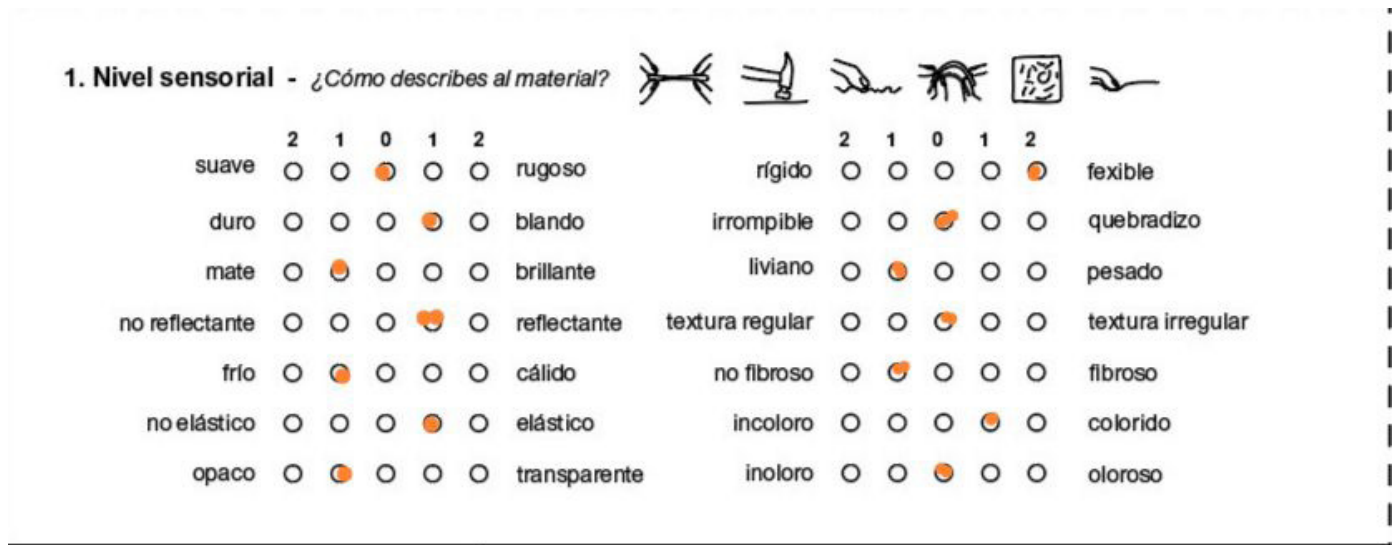 1. Nivel sensorial - ¿Cómo describes al material?
2 1 0 1 2
suave rugoso
duro blando
mate brillante
no reflectante reflectante
frío cálido
no elástico elástico
opaco transparente
2 1 0 1 2
rígido fexible
irrompible quebradizo
liviano pesado
textura regular textura irregular
no fibroso fibroso
incoloro colorido
inoloro oloroso